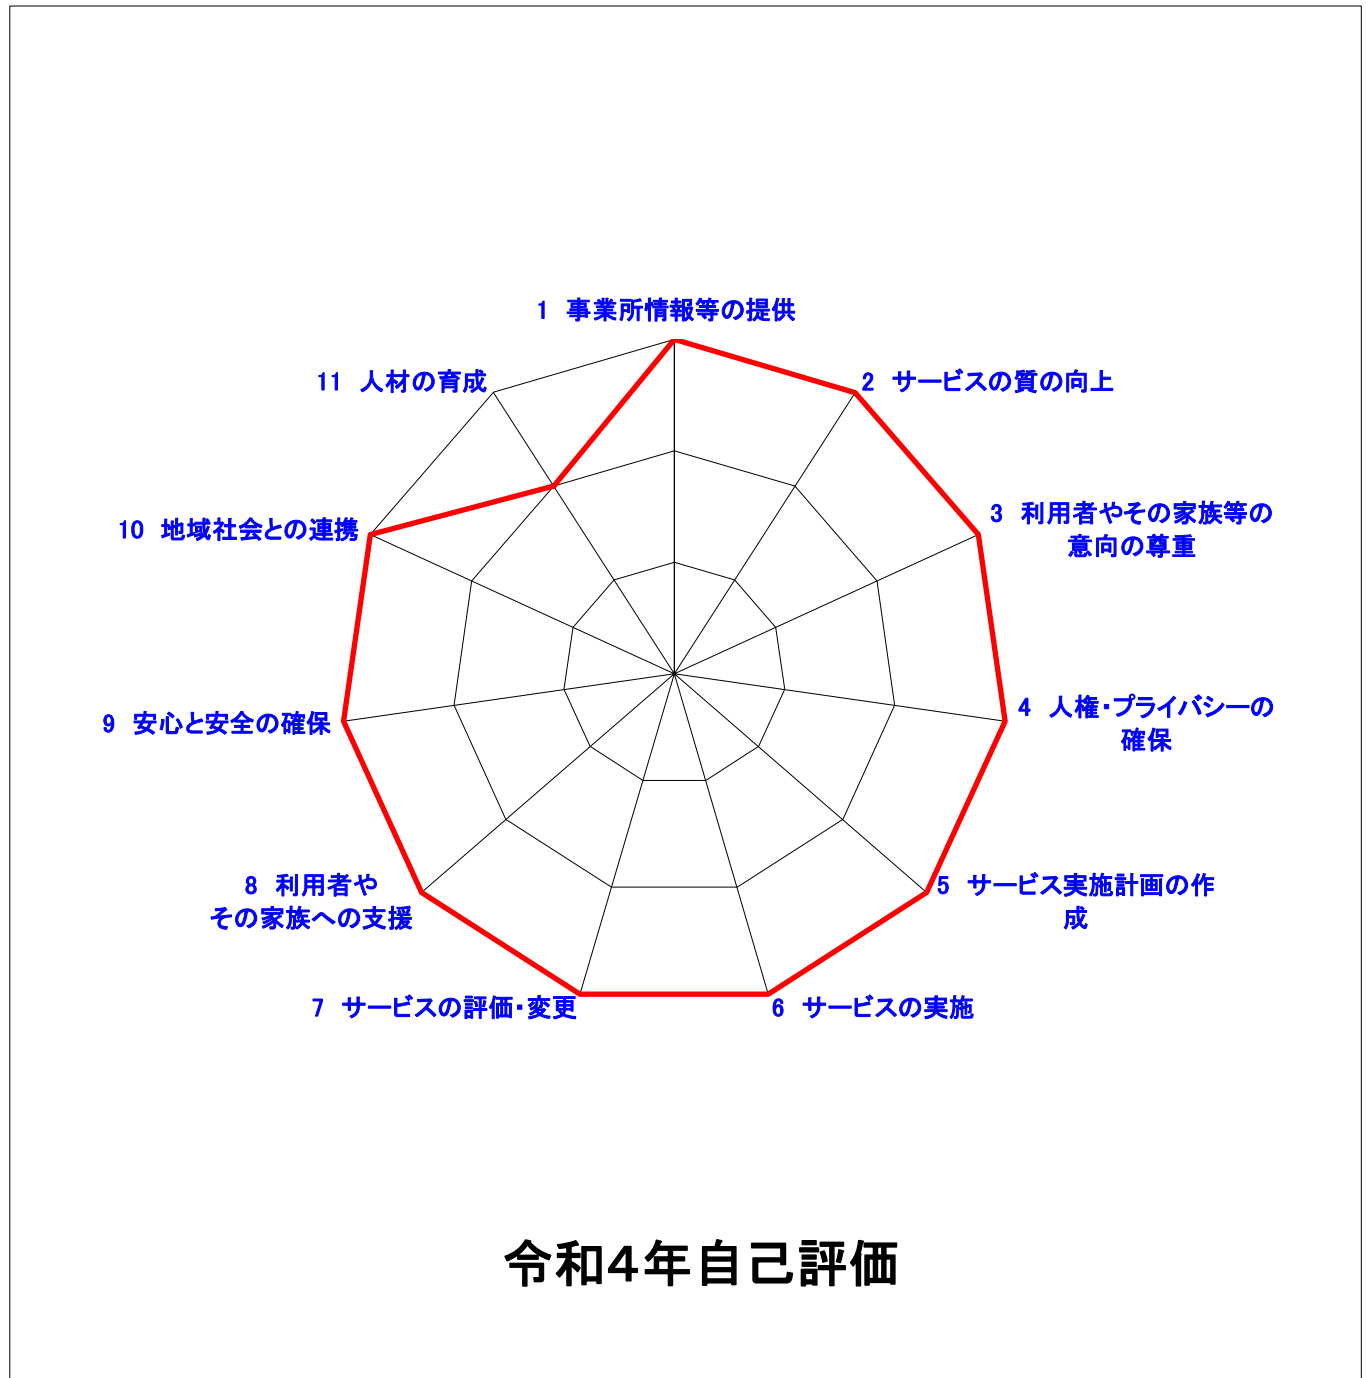 1 事業所情報等の提供
2 サービスの質の向上
3 利用者やその家族等の
意向の尊重
4 人権・プライバシーの
確保
5 サービス実施計画の作
成
6 サービスの実施
7 サービスの評価・変更
8 利用者や
その家族への支援
9 安心と安全の確保
10 地域社会との連携
11 人材の育成
令和4年自己評価